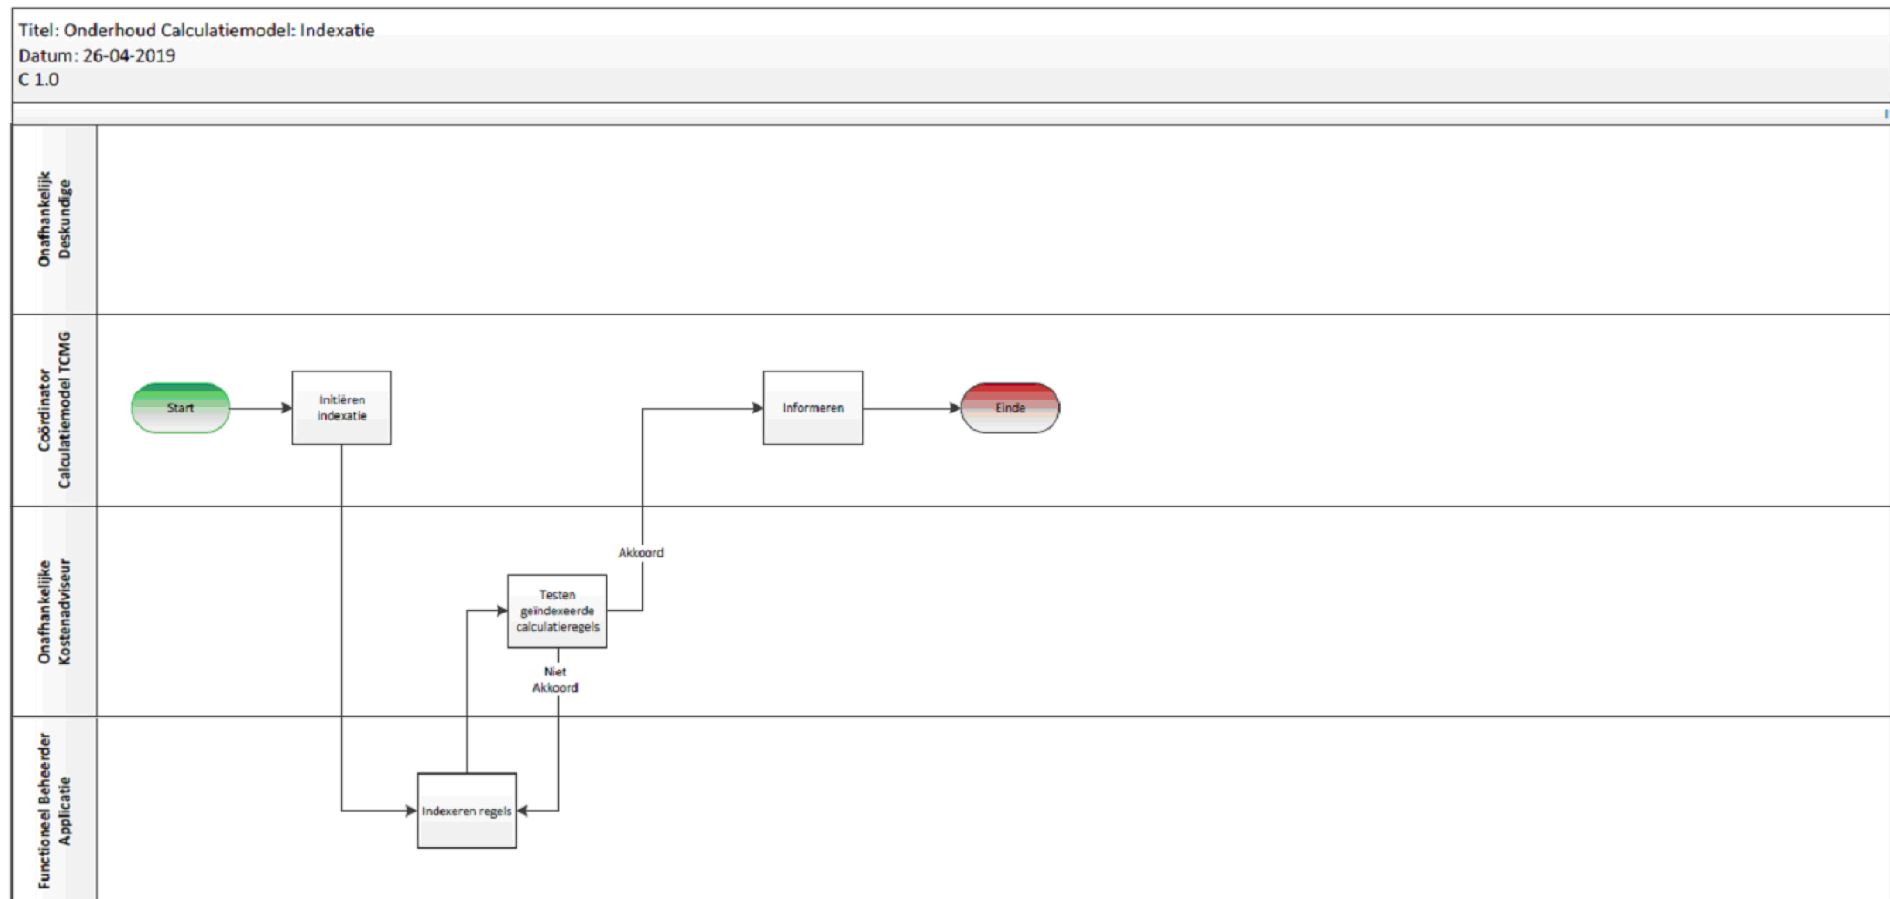 Titel: Onderhoud Calculatiemodel: Indexatie
Datum: 26-04-2019
C 1.0
Onafhankelijk
Deskundige
Coördinator
Calculatiemodel TCMG
Start
Initiëren
indexatie
Informeren
Einde
Onafhankelijke
Kostenadviseur
Akkoord
Testen
geïndexeerde
calculatieregels
Niet
Akkoord
Functioneel Beheerder
Applicatie
Indexeren regels